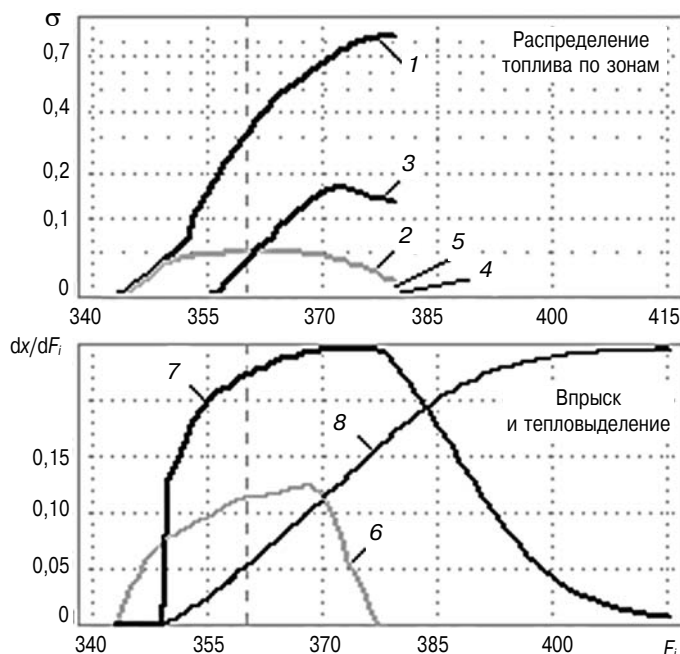 σ
0,7
0,4
0,2
0,1
0
Распределение
топлива по зонам
1
3
2
5
4
340 355 370 385 400 415
dx/dFᵢ
0,15
0,10
0,05
0
7
8
6
Впрыск
и тепловыделение
340 355 370 385 400 Fᵢ